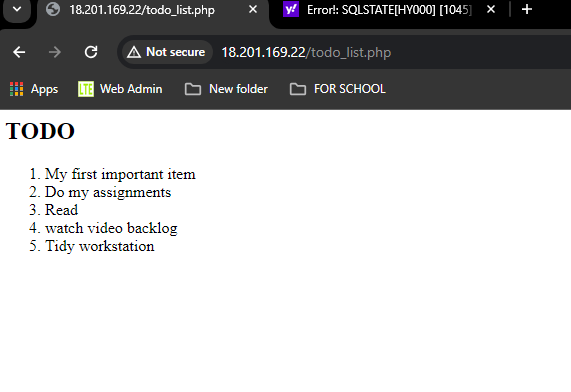 18.201.169.22/todo_list.php
Error!: SQLSTATE[HY000] [1045]
Not secure
18.201.169.22/todo_list.php
Apps
LTE
Web Admin
New folder
FOR SCHOOL
TODO
1. My first important item
2. Do my assignments
3. Read
4. watch video backlog
5. Tidy workstation